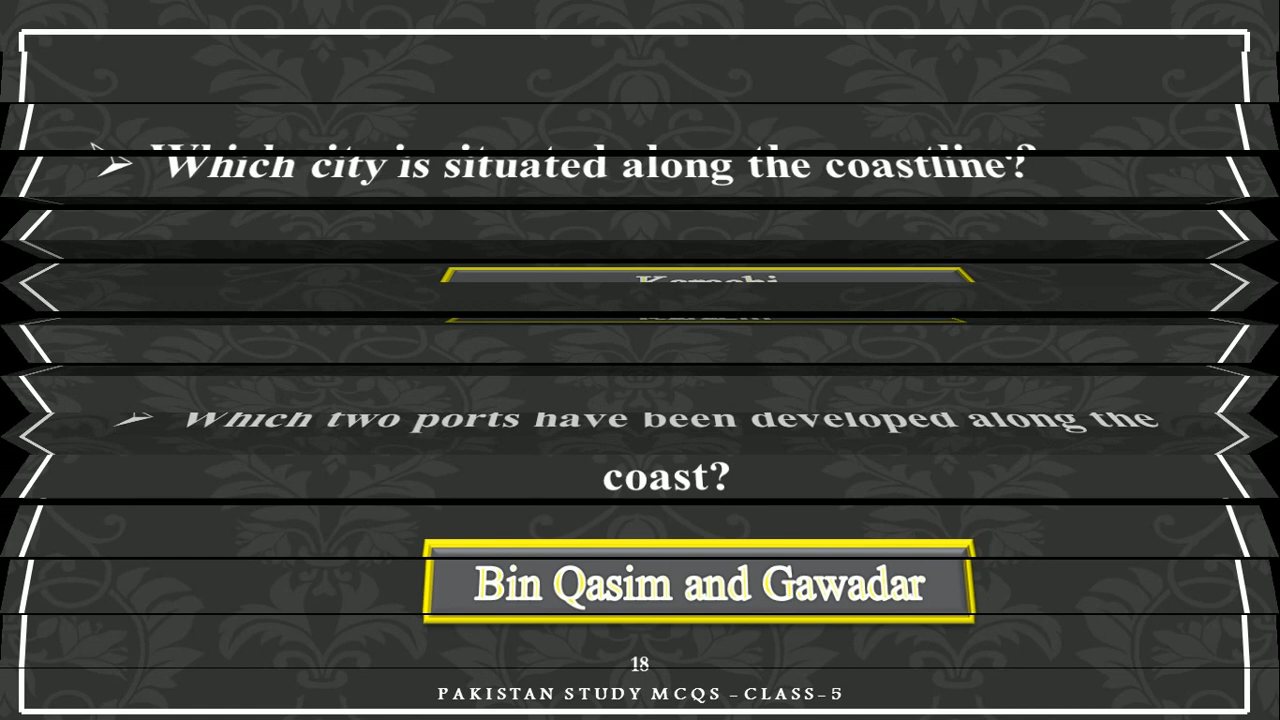 ➢ Which city is situated along the coastline?
Karachi
➢ Which two ports have been developed along the
coast?
Bin Qasim and Gawadar
18
PAKISTAN STUDY MCQS -CLASS-5